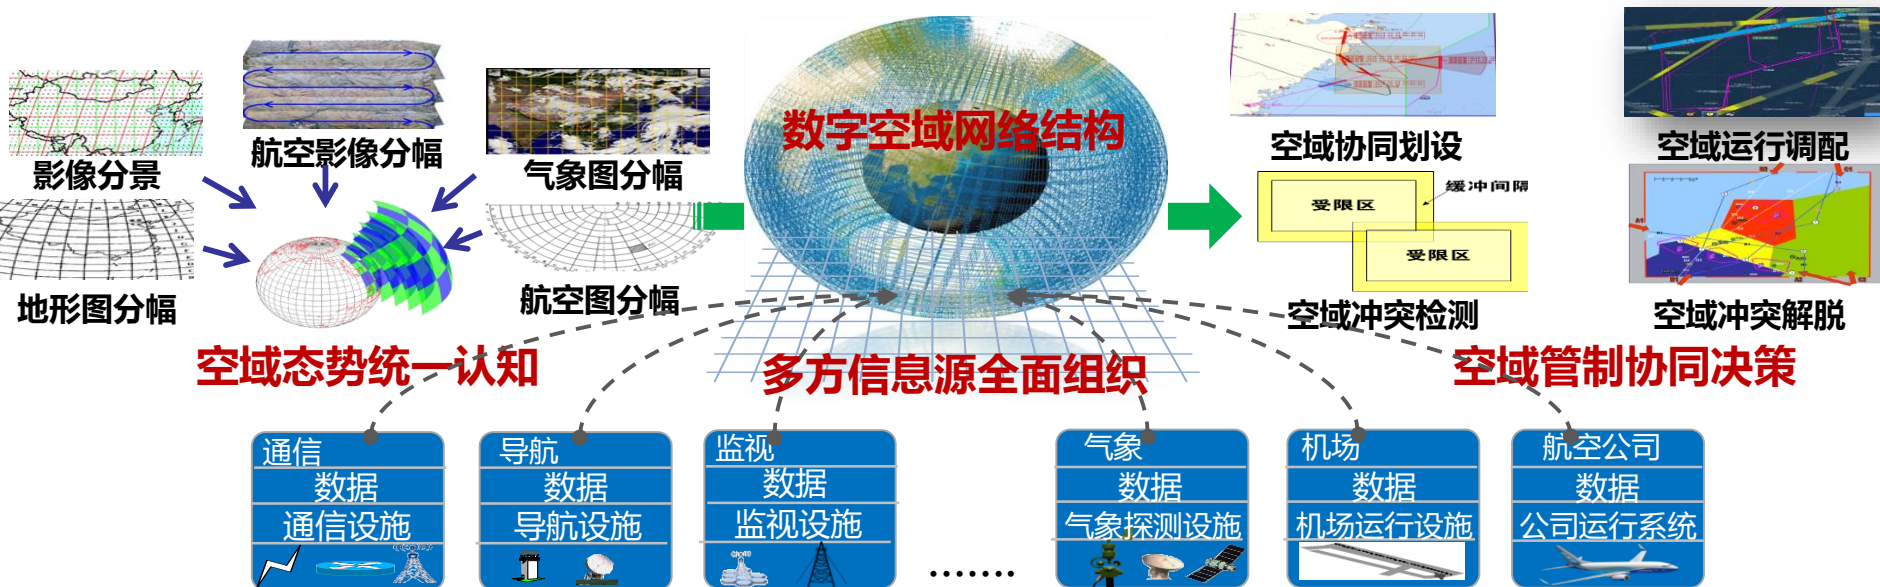 影像分景
航空影像分幅
气象图分幅
地形图分幅
航空图分幅
空域态势统一认知
数字空域网络结构
多方信息源全面组织
空域协同划设
空域运行调配
缓冲间隔
受限区
受限区
空域冲突检测
空域冲突解脱
空域管制协同决策
通信
数据
通信设施
导航
数据
导航设施
监视
数据
监视设施
.......
气象
数据
气象探测设施
机场
数据
机场运行设施
航空公司
数据
公司运行系统